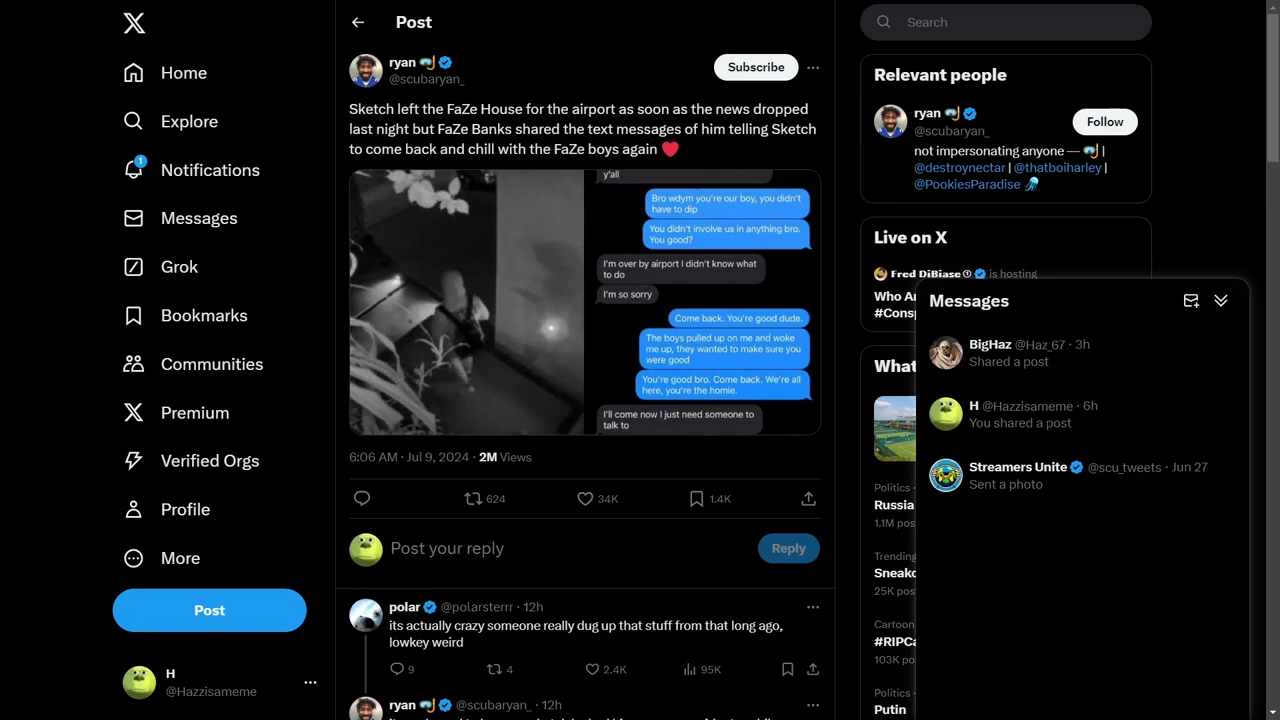 Home
Explore
1
Notifications
Messages
Grok
Bookmarks
Communities
Premium
Verified Orgs
Profile
More
Post
H
@Hazzisameme
Post
ryan
@scubaryan_
Subscribe
Sketch left the FaZe House for the airport as soon as the news dropped
last night but FaZe Banks shared the text messages of him telling Sketch
to come back and chill with the FaZe boys again ❤️
y'all
Bro wdym you're our boy, you didn't
have to dip
You didn't involve us in anything bro.
You good?
I'm over by airport I didn't know what
to do
I'm so sorry
Come back. You're good dude.
The boys pulled up on me and woke
me up, they wanted to make sure you
were good
You're good bro. Come back. We're all
here, you're the homie.
I'll come now I just need someone to
talk to
6:06 AM · Jul 9, 2024 · 2M Views
624
34K
1.4K
Post your reply
Reply
polar @polarsterrr · 12h
its actually crazy someone really dug up that stuff from that long ago,
lowkey weird
9
4
2.4K
95K
ryan @scubaryan_ · 12h
Search
Relevant people
ryan
@scubaryan_
Follow
not impersonating anyone — 🤿 |
@destroynectar | @thatboiharley |
@PookiesParadise 🪼
Live on X
Fred DiBiase is hosting
Who Ar
#Consp
What
Politics ·
Russia
1.1M pos
Trending
Sneako
25K post
Cartoon
#RIPCa
103K po
Politics ·
Putin
Messages
BigHaz @Haz_67 · 3h
Shared a post
H @Hazzisameme · 6h
You shared a post
Streamers Unite @scu_tweets · Jun 27
Sent a photo